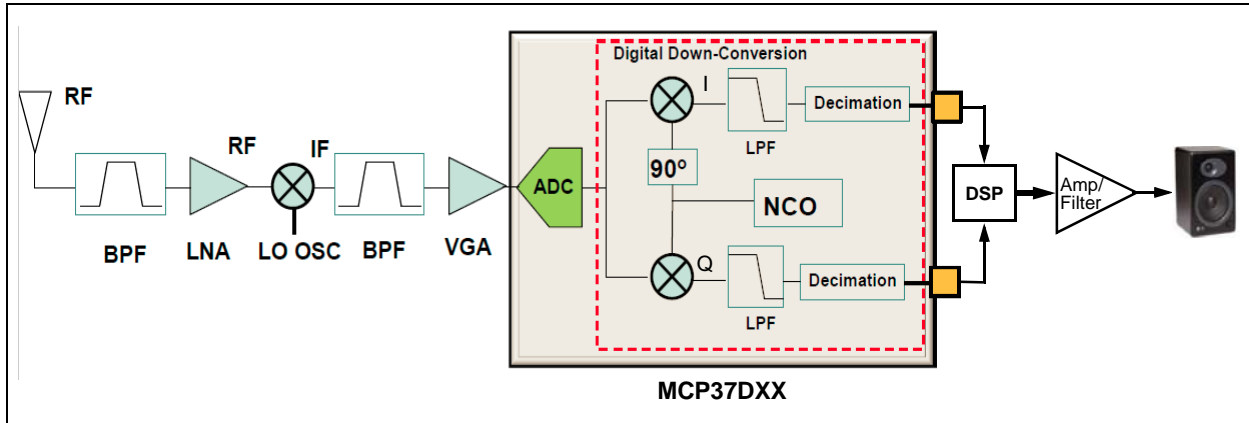 Digital Down-Conversion
RF
I
Decimation
LPF
RF
IF
90º
ADC
NCO
DSP
Amp/
Filter
BPF
LNA
LO OSC
BPF
VGA
Q
Decimation
LPF
MCP37DXX